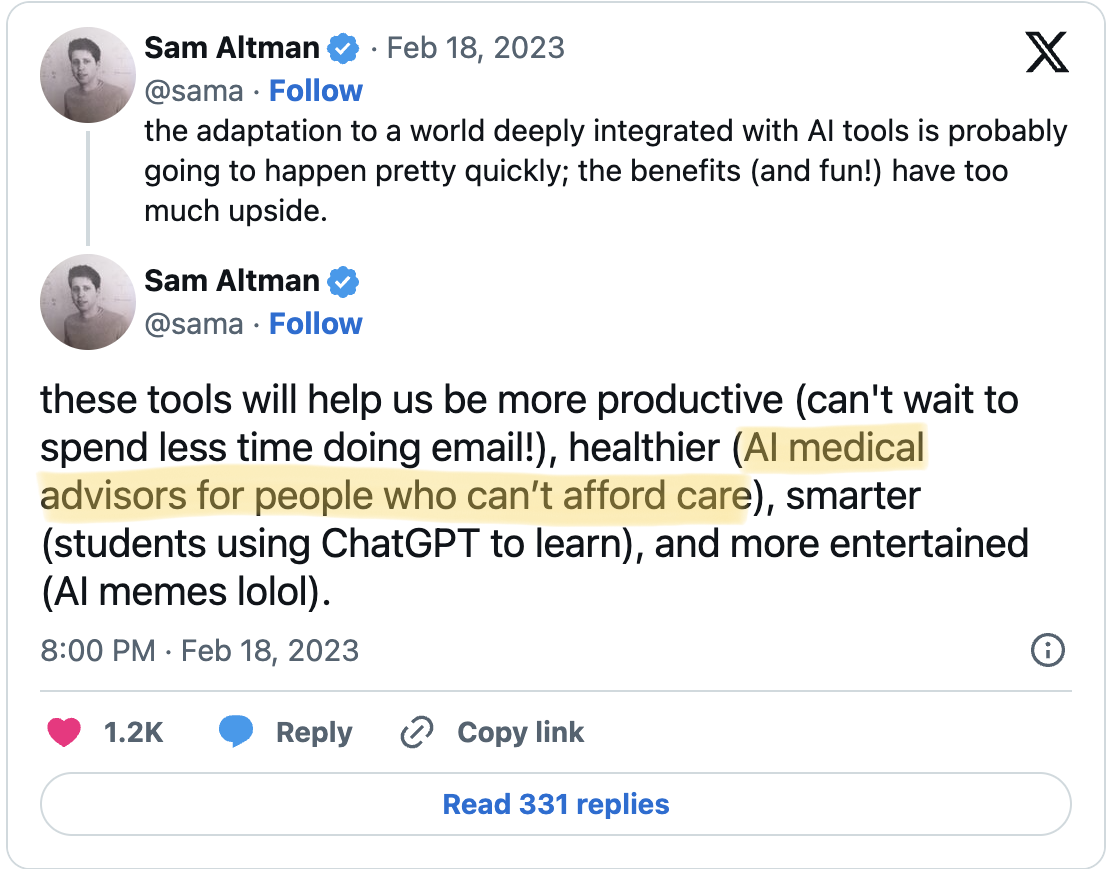 Sam Altman · Feb 18, 2023
@sama · Follow
the adaptation to a world deeply integrated with AI tools is probably
going to happen pretty quickly; the benefits (and fun!) have too
much upside.
Sam Altman
@sama · Follow
these tools will help us be more productive (can't wait to
spend less time doing email!), healthier (AI medical
advisors for people who can’t afford care), smarter
(students using ChatGPT to learn), and more entertained
(AI memes lolol).
8:00 PM · Feb 18, 2023
1.2K Reply Copy link
Read 331 replies